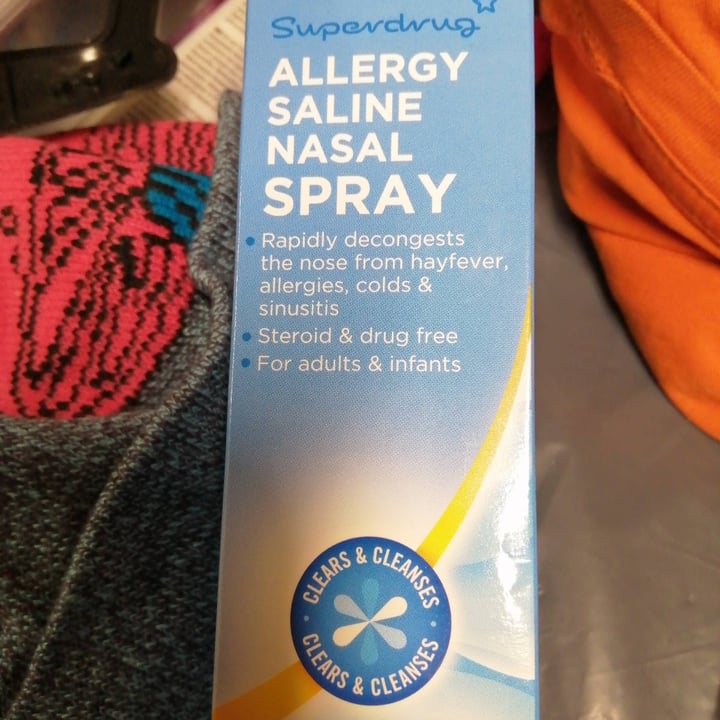 Superdrug
ALLERGY
SALINE
NASAL
SPRAY
• Rapidly decongests
the nose from hayfever,
allergies, colds &
sinusitis
• Steroid & drug free
• For adults & infants
CLEARS & CLEANSES
CLEARS & CLEANSES